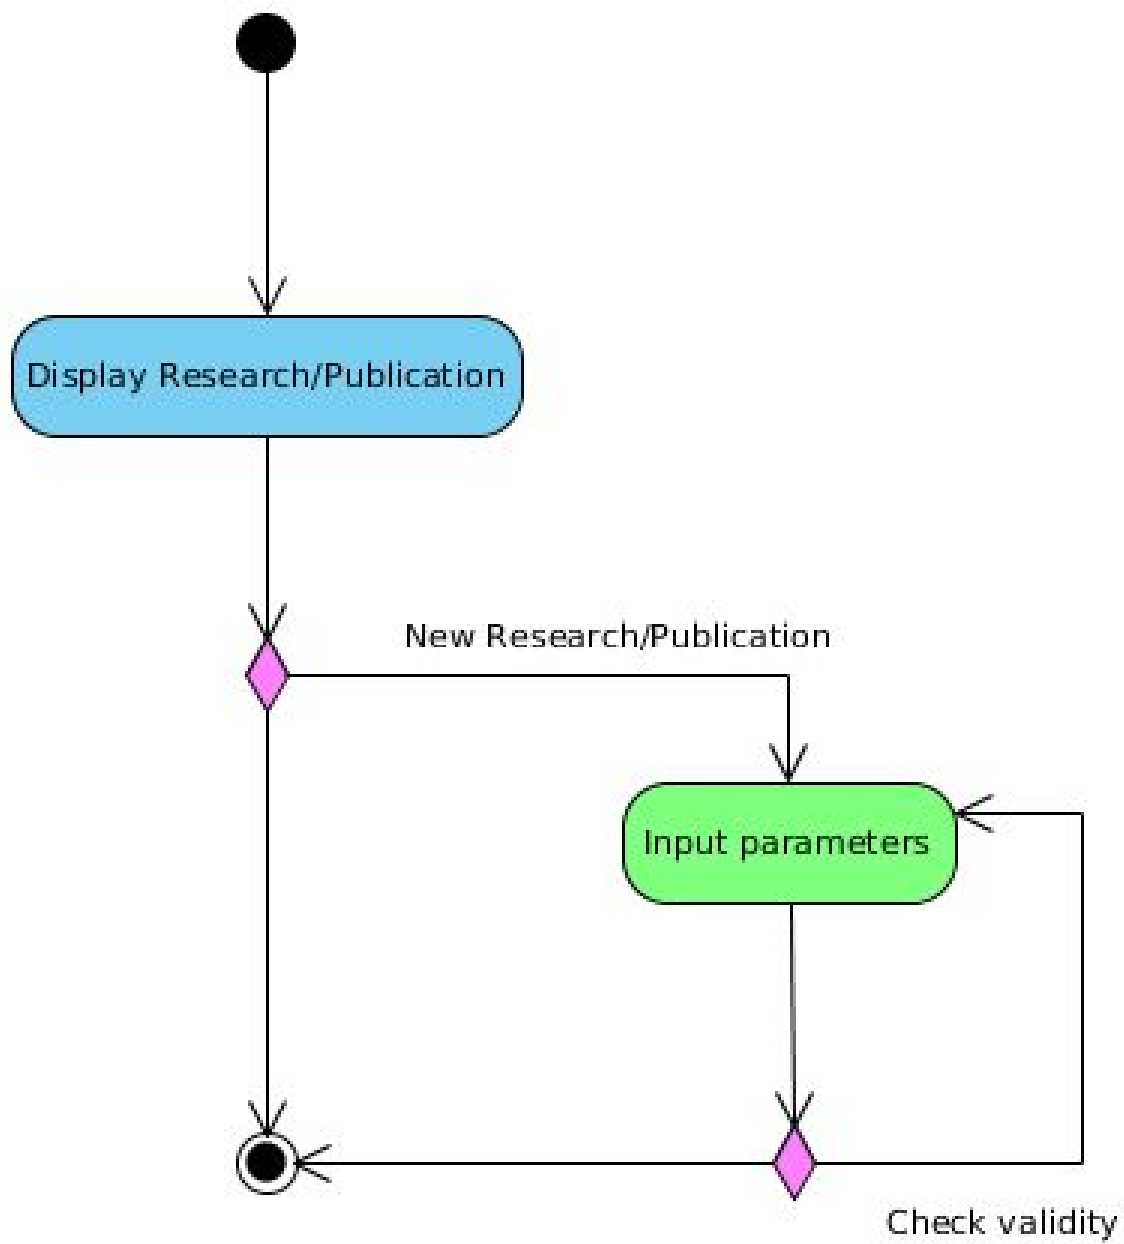 Display Research/Publication
New Research/Publication
Input parameters
Check validity